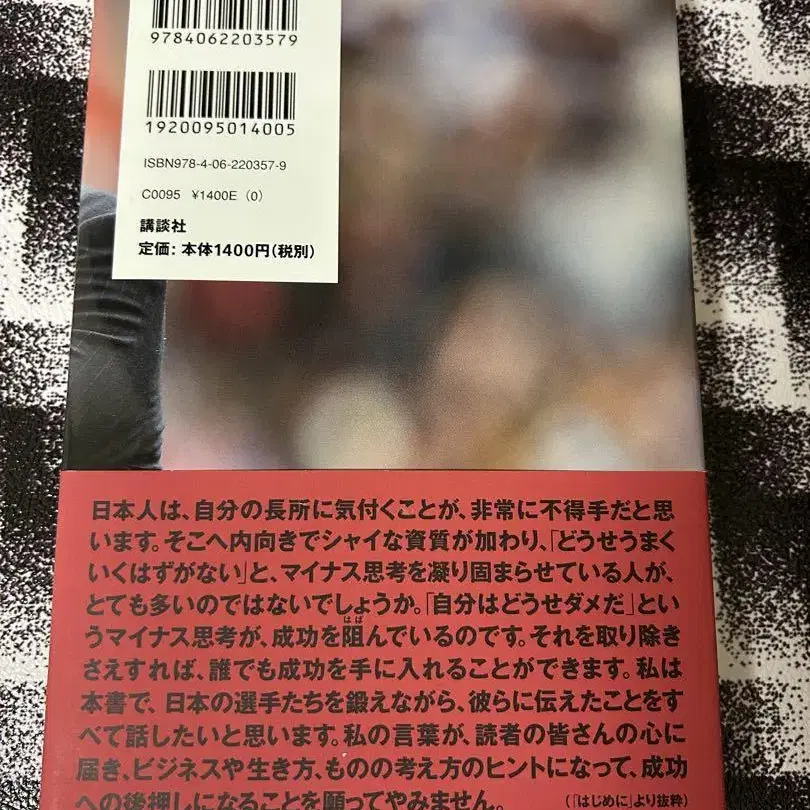 9784062203579
1920095014005
ISBN978-4-06-220357-9
C0095 ¥1400E (0)
講談社
定価:本体1400円(税別)
日本人は、自分の長所に気付くことが、非常に不得手だと思
います。そこへ内向きでシャイな資質が加わり、「どうせうまく
いくはずがない」と、マイナス思考を凝り固まらせている人が、
とても多いのではないでしょうか。「自分はどうせダメだ」とい
うマイナス思考が、成功を阻んでいるのです。それを取り除き
さえすれば、誰でも成功を手に入れることができます。私は
本書で、日本の選手たちを鍛えながら、彼らに伝えたことをす
べて話したいと思います。私の言葉が、読者の皆さんの心に
届き、ビジネスや生き方、ものの考え方のヒントになって、成功
への後押しになることを願ってやみません。
(「はじめに」より抜粋)